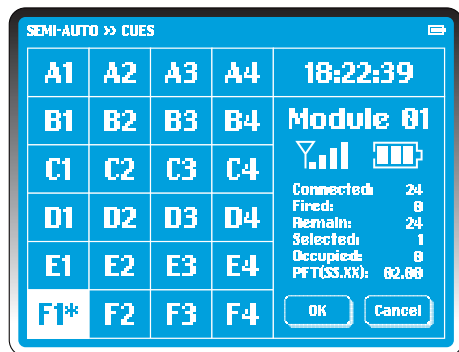 SEMI-AUTO >> CUES
A1 A2 A3 A4 18:22:39
B1 B2 B3 B4 Module 01
C1 C2 C3 C4
Connected: 24
Fired: 0
D1 D2 D3 D4 Remain: 24
Selected: 1
E1 E2 E3 E4 Occupied: 0
PFT(SS.XX): 02.00
F1* F2 F3 F4 OK Cancel